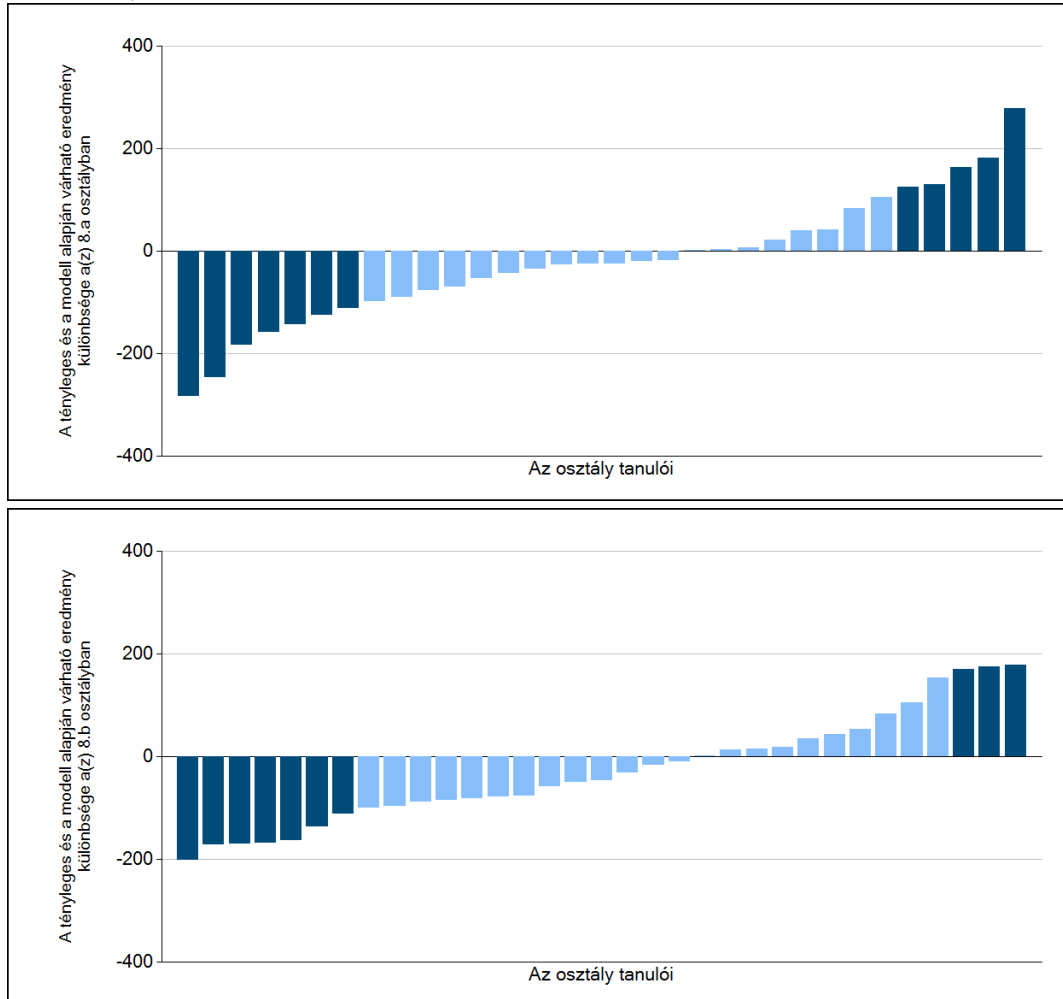 A tényleges és a modell alapján várható eredmény
különbsége a(z) 8.a osztályban
400
200
0
-200
-400
Az osztály tanulói
A tényleges és a modell alapján várható eredmény
különbsége a(z) 8.b osztályban
400
200
0
-200
-400
Az osztály tanulói